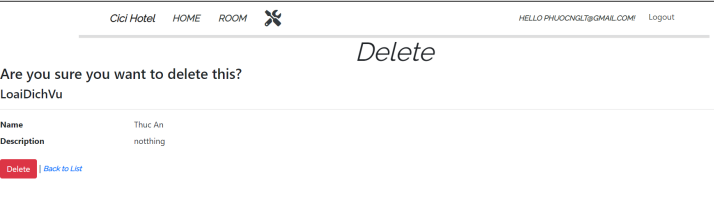 Cici Hotel HOME ROOM HELLO PHUOCNGLT@GMAIL.COM! Logout
Delete
Are you sure you want to delete this?
LoaiDichVu
Name Thuc An
Description notthing
Delete | Back to List